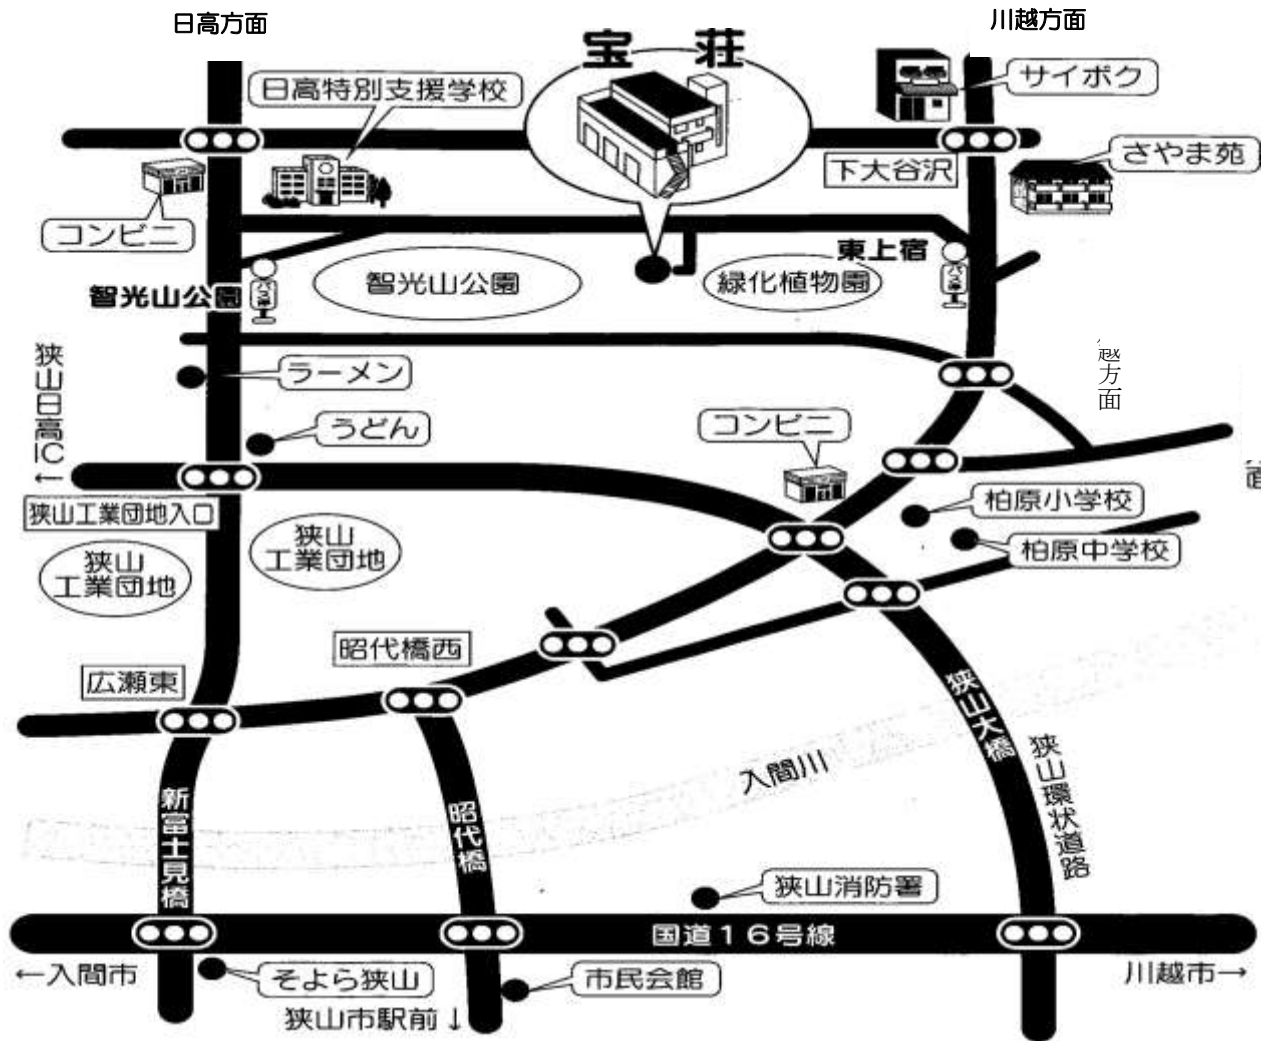 日高方面
川越方面
宝 荘
サイポク
日高特別支援学校
さやま苑
下大谷沢
コンビニ
東上宿
智光山公園
緑化植物園
智光山公園
バス停
バス停
狭山日高IC
←
ラーメン
越方面
うどん
コンビニ
面
狭山工業団地入口
柏原小学校
狭山
工業団地
狭山
工業団地
柏原中学校
昭代橋西
広瀬東
狭山大橋
狭山環状道路
入間川
新富士見橋
昭代橋
狭山消防署
国道16号線
←入間市
そよら狭山
市民会館
川越市→
狭山市駅前↓